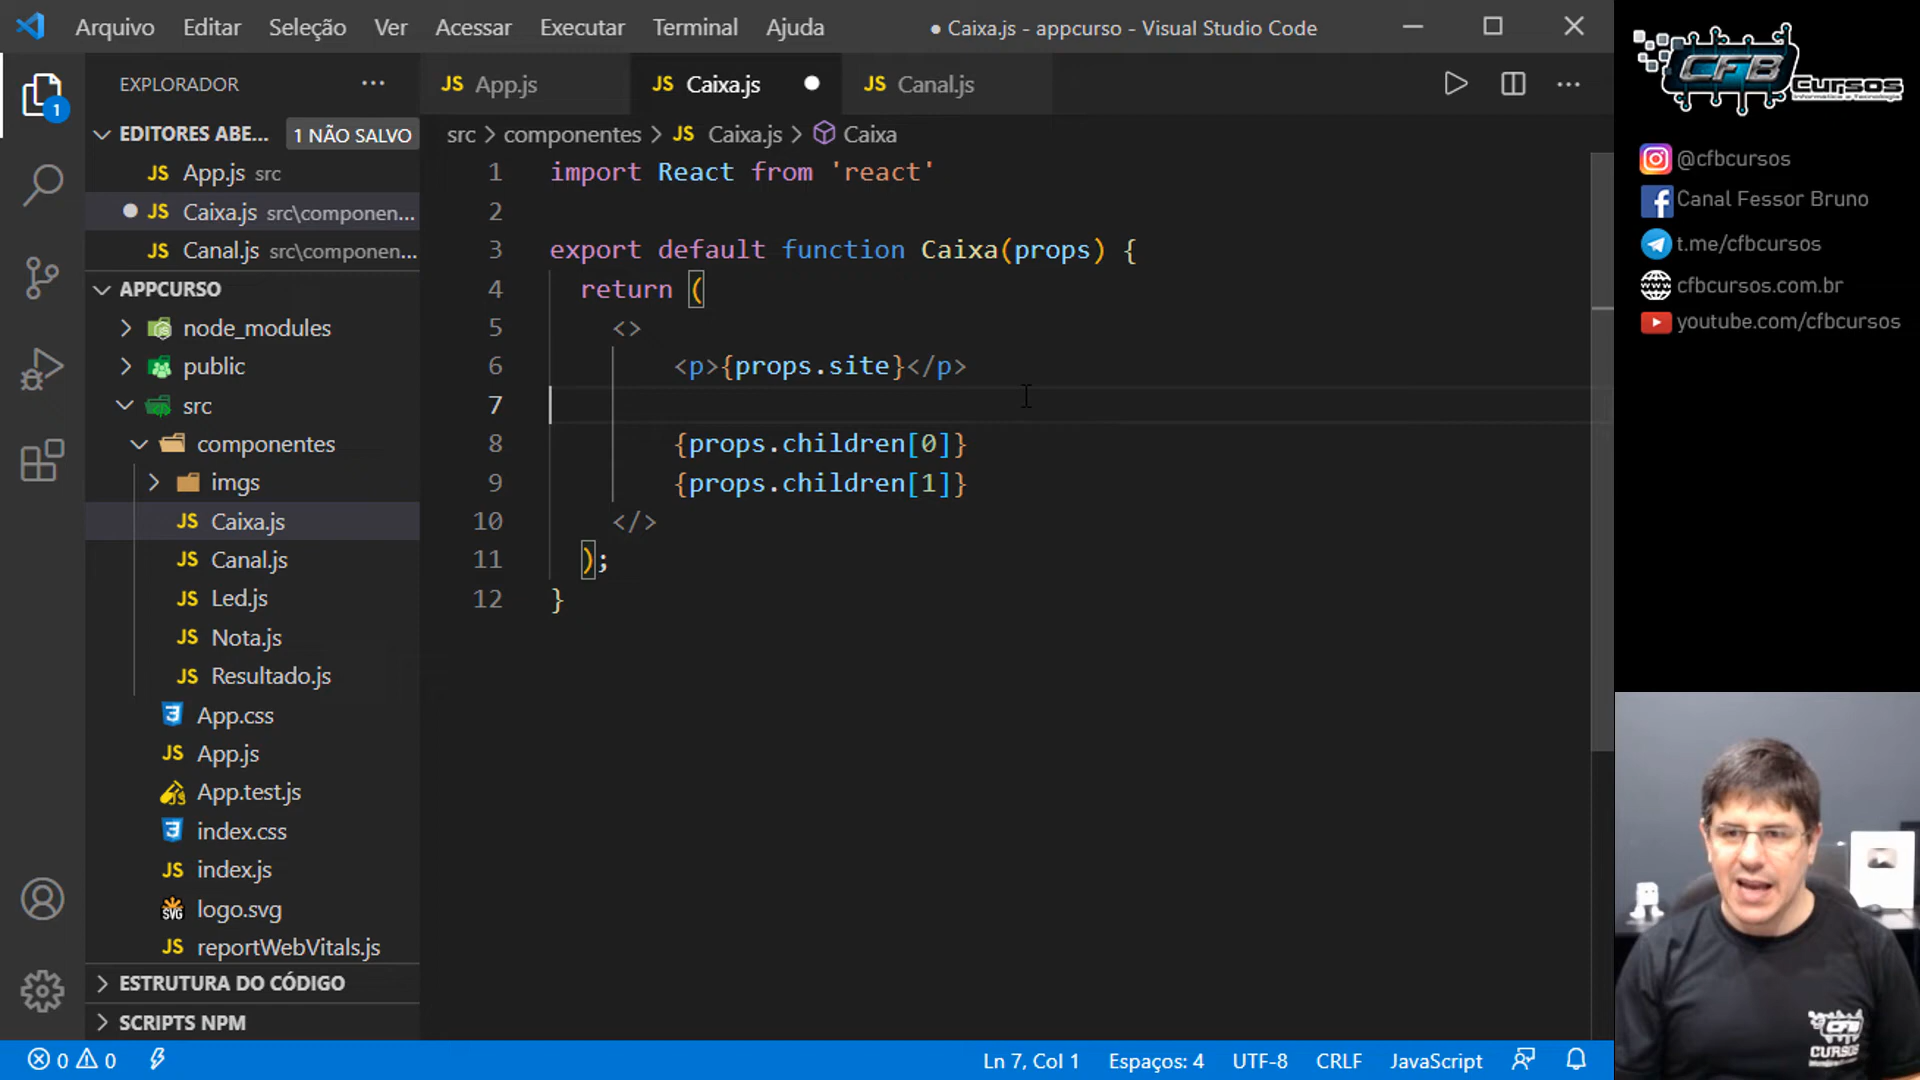 Arquivo Editar Seleção Ver Acessar Executar Terminal Ajuda
● Caixa.js - appcurso - Visual Studio Code
EXPLORADOR ...
EDITORES ABE... 1 NÃO SALVO
JS App.js src
● JS Caixa.js src\componen...
JS Canal.js src\componen...
APPCURSO
node_modules
public
src
componentes
imgs
JS Caixa.js
JS Canal.js
JS Led.js
JS Nota.js
JS Resultado.js
App.css
JS App.js
App.test.js
index.css
JS index.js
SVG logo.svg
JS reportWebVitals.js
ESTRUTURA DO CÓDIGO
SCRIPTS NPM
1
JS App.js JS Caixa.js ● JS Canal.js
src > componentes > JS Caixa.js > Caixa
1 import React from 'react'
2
3 export default function Caixa(props) {
4 return (
5 <>
6 <p>{props.site}</p>
7
8 {props.children[0]}
9 {props.children[1]}
10 </>
11 );
12 }
0 0
Ln 7, Col 1 Espaços: 4 UTF-8 CRLF JavaScript
CFB
Cursos
@cfbcursos
Canal Fessor Bruno
t.me/cfbcursos
cfbcursos.com.br
youtube.com/cfbcursos
CFB
CURSOS